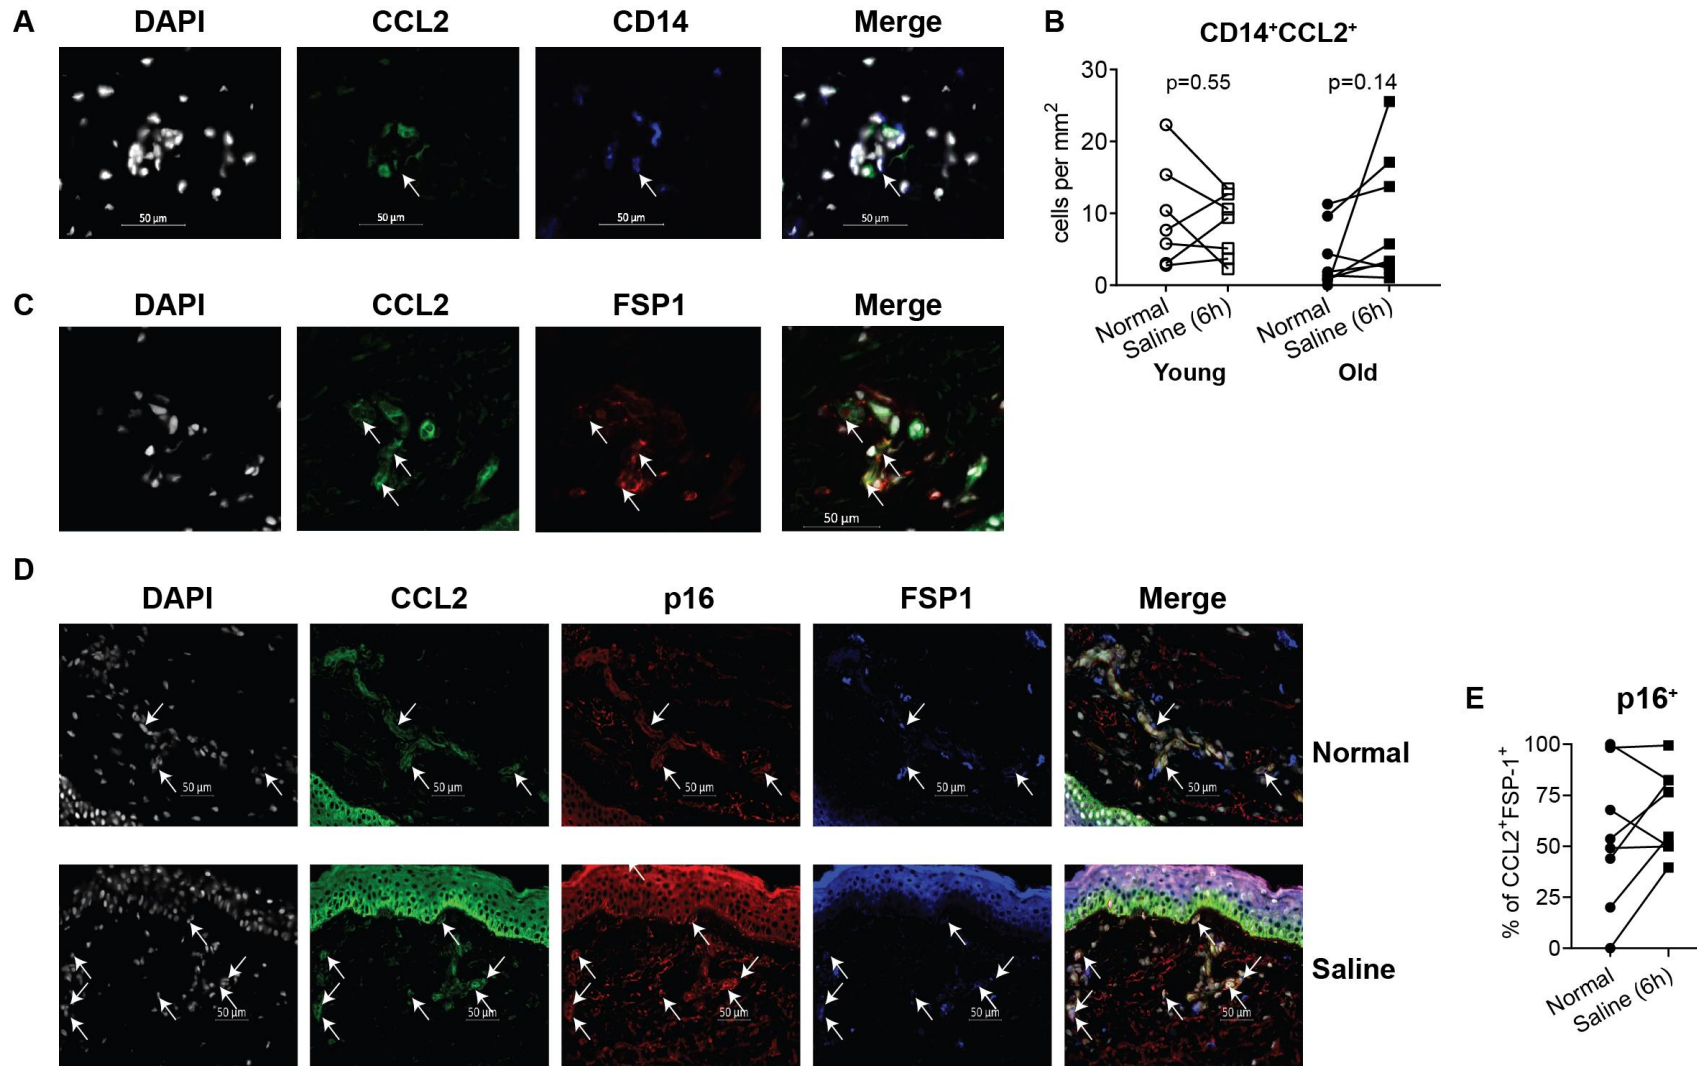 A
DAPI CCL2 CD14 Merge
50 µm 50 µm 50 µm 50 µm
B
CD14⁺CCL2⁺
30
20
10
0
cells per mm²
p=0.55 p=0.14
Normal Saline (6h) Normal Saline (6h)
Young Old
C
DAPI CCL2 FSP1 Merge
50 µm
D
DAPI CCL2 p16 FSP1 Merge
50 µm 50 µm 50 µm 50 µm 50 µm
Normal
50 µm 50 µm 50 µm 50 µm 50 µm
Saline
E
p16⁺
100
75
50
25
0
% of CCL2⁺FSP-1⁺
Normal Saline (6h)